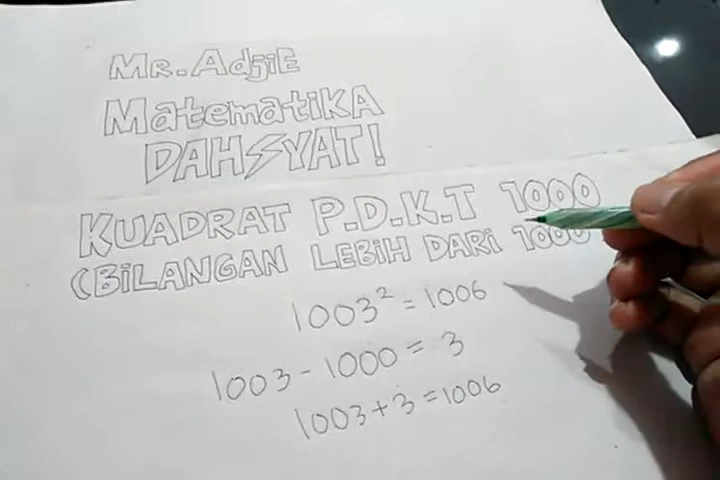 MR. AdjiE
MatematiKA
DAHSYAT!
KUADRAT P.D.K.T 1000
(BiLANGAN LEBiH DARi 1000
1003² = 1006
1003 - 1000 = 3
1003 + 3 = 1006